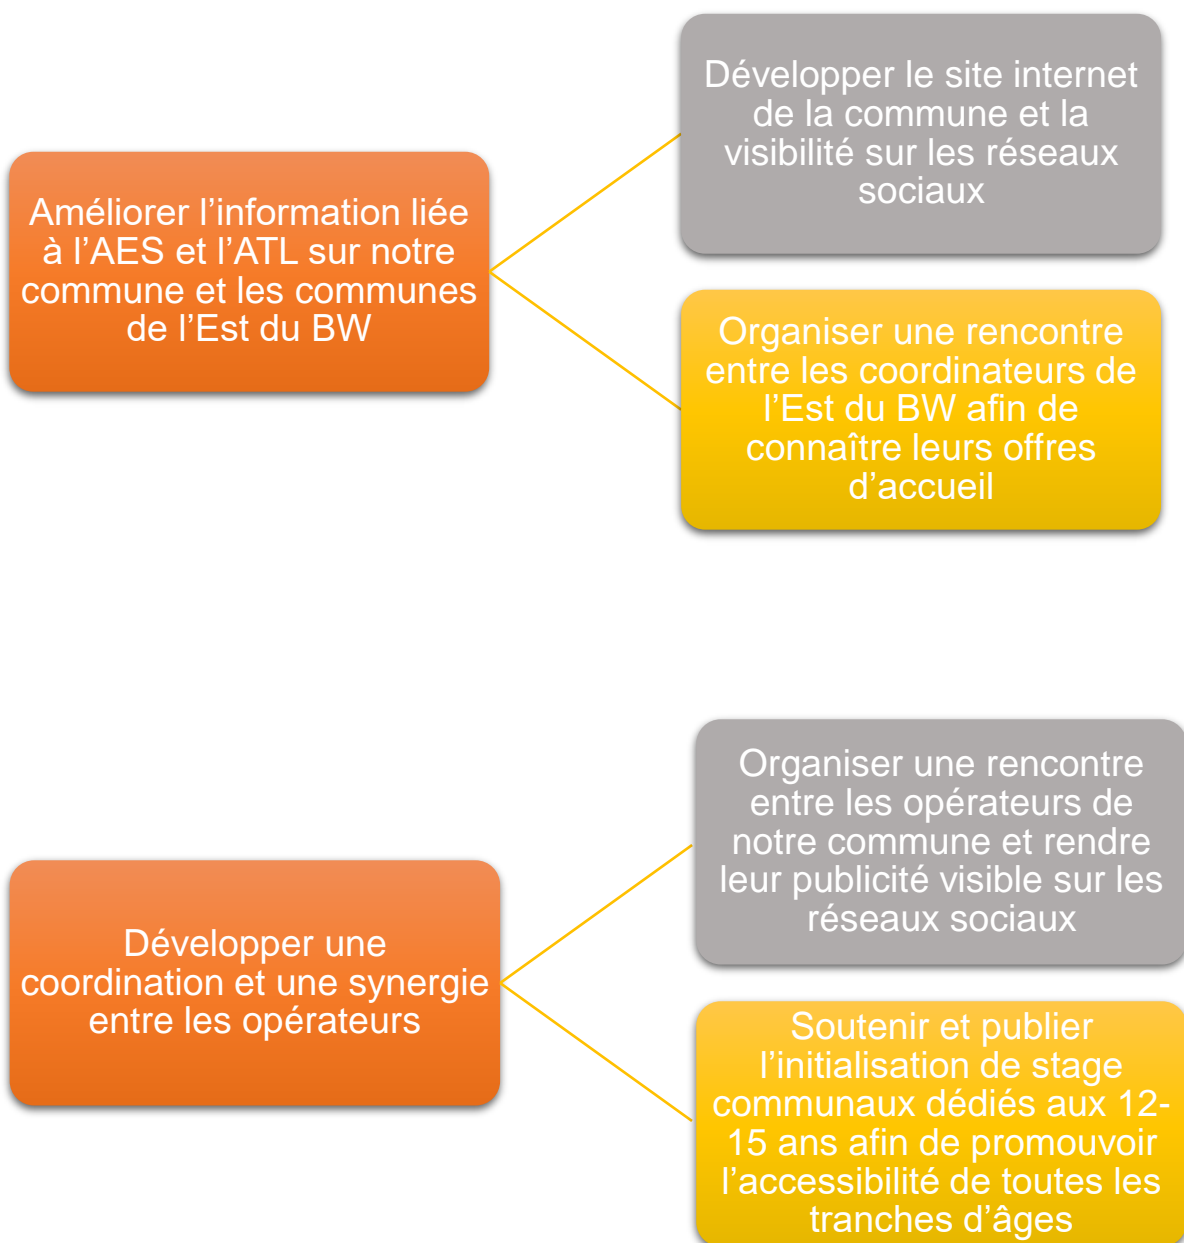 Développer le site internet
de la commune et la
visibilité sur les réseaux
sociaux
Améliorer l’information liée
à l’AES et l’ATL sur notre
commune et les communes
de l’Est du BW
Organiser une rencontre
entre les coordinateurs de
l’Est du BW afin de
connaître leurs offres
d’accueil
Organiser une rencontre
entre les opérateurs de
notre commune et rendre
leur publicité visible sur les
réseaux sociaux
Développer une
coordination et une synergie
entre les opérateurs
Soutenir et publier
l’initialisation de stage
communaux dédiés aux 12-
15 ans afin de promouvoir
l’accessibilité de toutes les
tranches d’âges